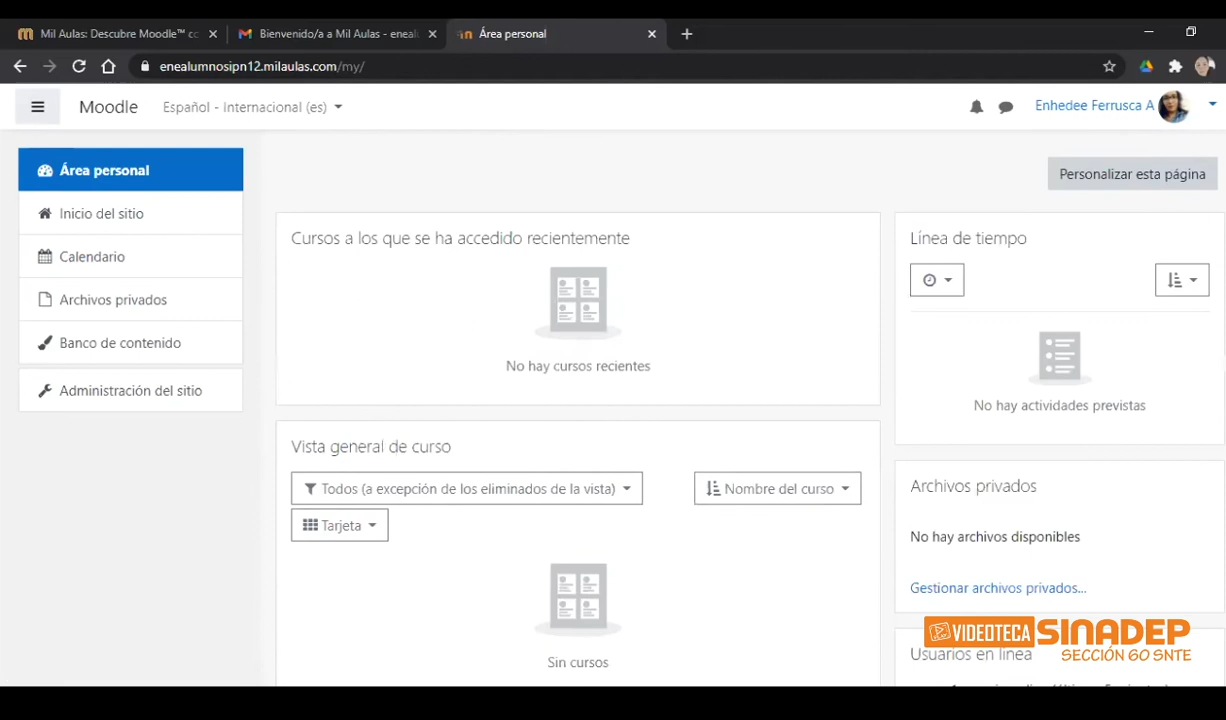 Mil Aulas: Descubre Moodle™ cc
Bienvenido/a a Mil Aulas - eneal
Área personal
enealumnosipn12.milaulas.com/my/
Moodle
Español - Internacional (es)
Enhedee Ferrusca A
Área personal
Inicio del sitio
Calendario
Archivos privados
Banco de contenido
Administración del sitio
Personalizar esta página
Cursos a los que se ha accedido recientemente
No hay cursos recientes
Vista general de curso
Todos (a excepción de los eliminados de la vista)
Nombre del curso
Tarjeta
Sin cursos
Línea de tiempo
No hay actividades previstas
Archivos privados
No hay archivos disponibles
Gestionar archivos privados...
VIDEOTECA SINADEP
SECCIÓN 60 SNTE
Usuarios en línea